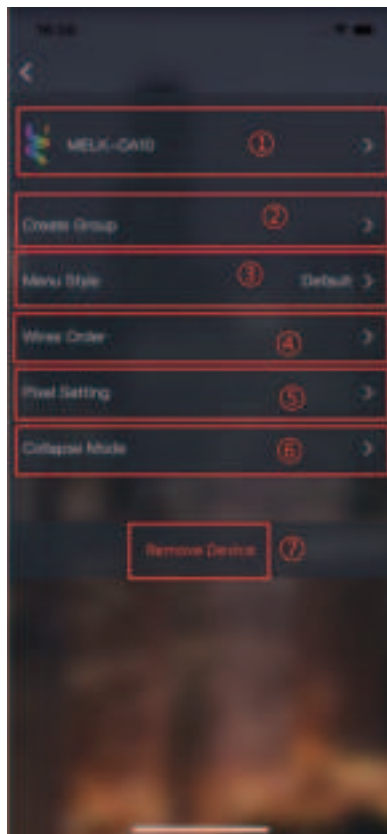 MELK-OA10 ①
Create Group ②
Menu Style ③ Default
Wires Order ④
Pixel Setting ⑤
Collapse Mode ⑥
Remove Device ⑦